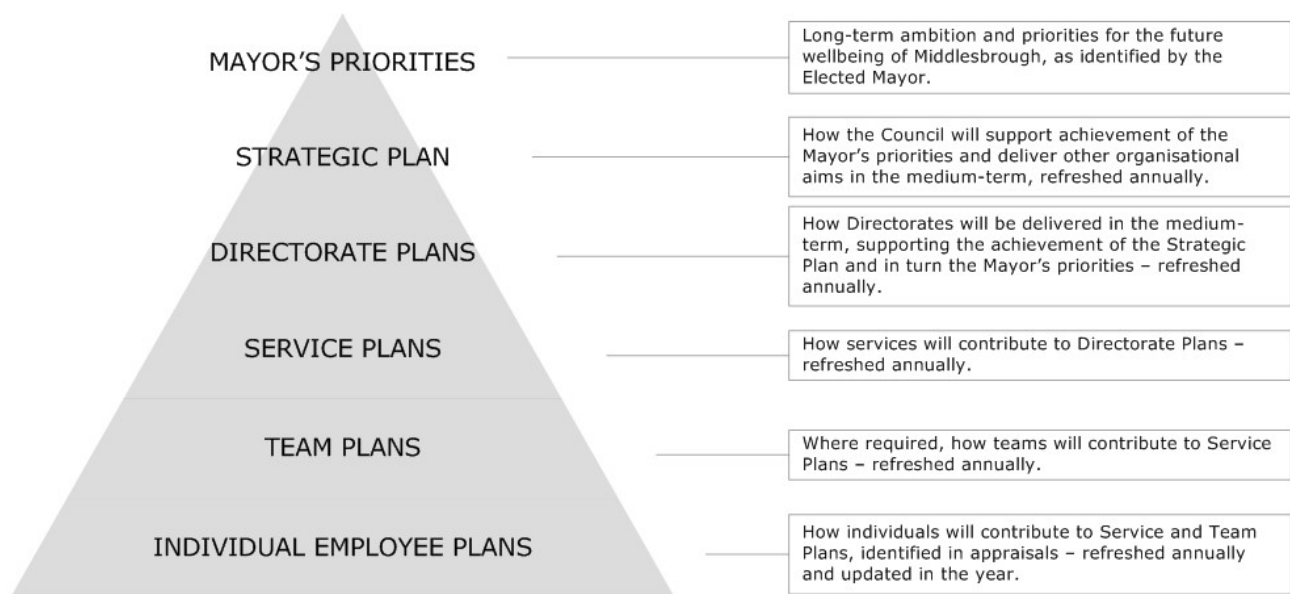 MAYOR’S PRIORITIES
Long-term ambition and priorities for the future
wellbeing of Middlesbrough, as identified by the
Elected Mayor.
STRATEGIC PLAN
How the Council will support achievement of the
Mayor’s priorities and deliver other organisational
aims in the medium-term, refreshed annually.
DIRECTORATE PLANS
How Directorates will be delivered in the medium-
term, supporting the achievement of the Strategic
Plan and in turn the Mayor’s priorities – refreshed
annually.
SERVICE PLANS
How services will contribute to Directorate Plans –
refreshed annually.
TEAM PLANS
Where required, how teams will contribute to Service
Plans – refreshed annually.
INDIVIDUAL EMPLOYEE PLANS
How individuals will contribute to Service and Team
Plans, identified in appraisals – refreshed annually
and updated in the year.